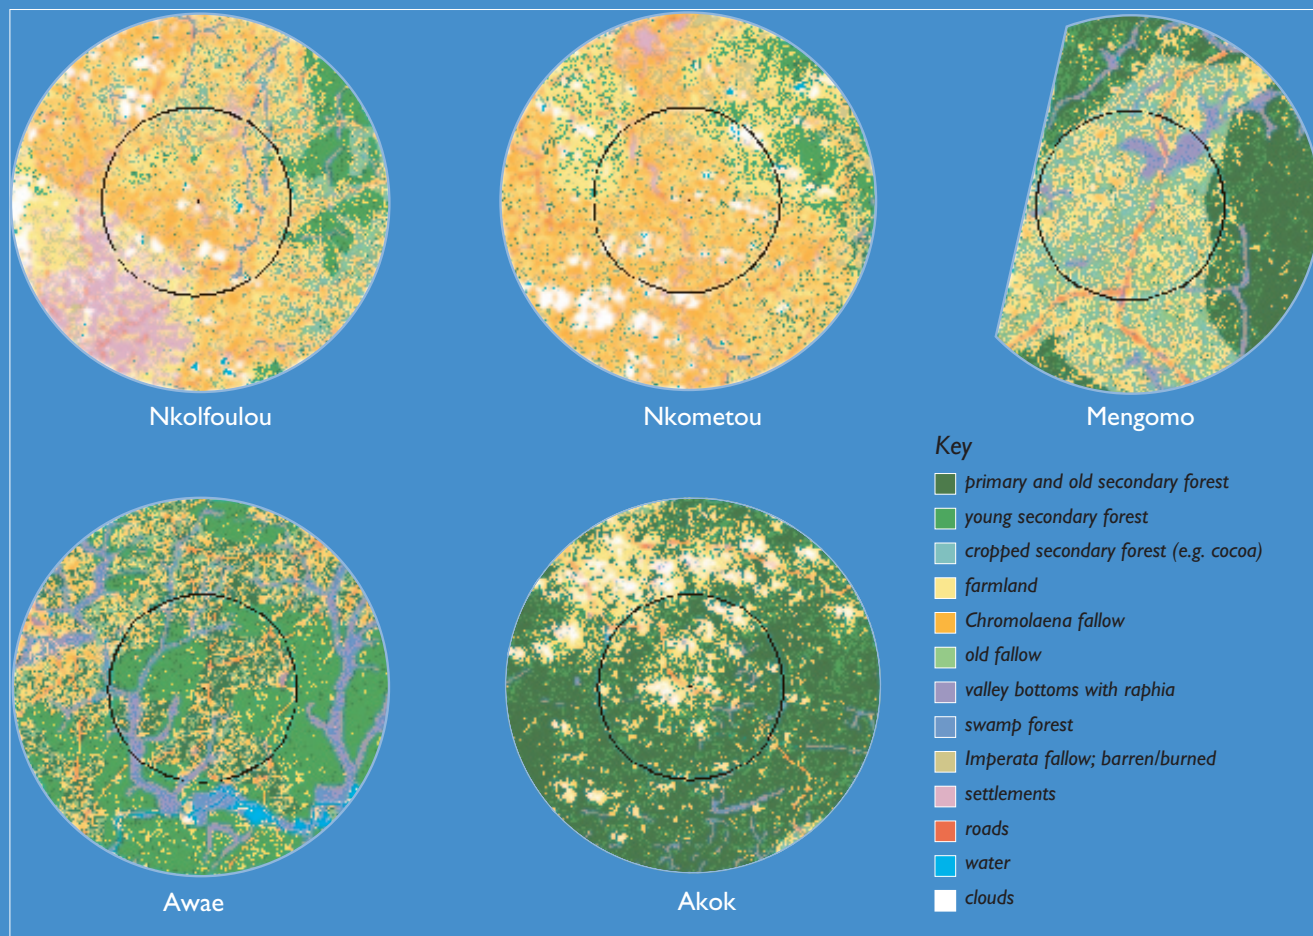 Nkolfoulou
Nkometou
Mengomo
Key
primary and old secondary forest
young secondary forest
cropped secondary forest (e.g. cocoa)
farmland
Chromolaena fallow
old fallow
valley bottoms with raphia
swamp forest
Imperata fallow; barren/burned
settlements
roads
water
clouds
Awae
Akok